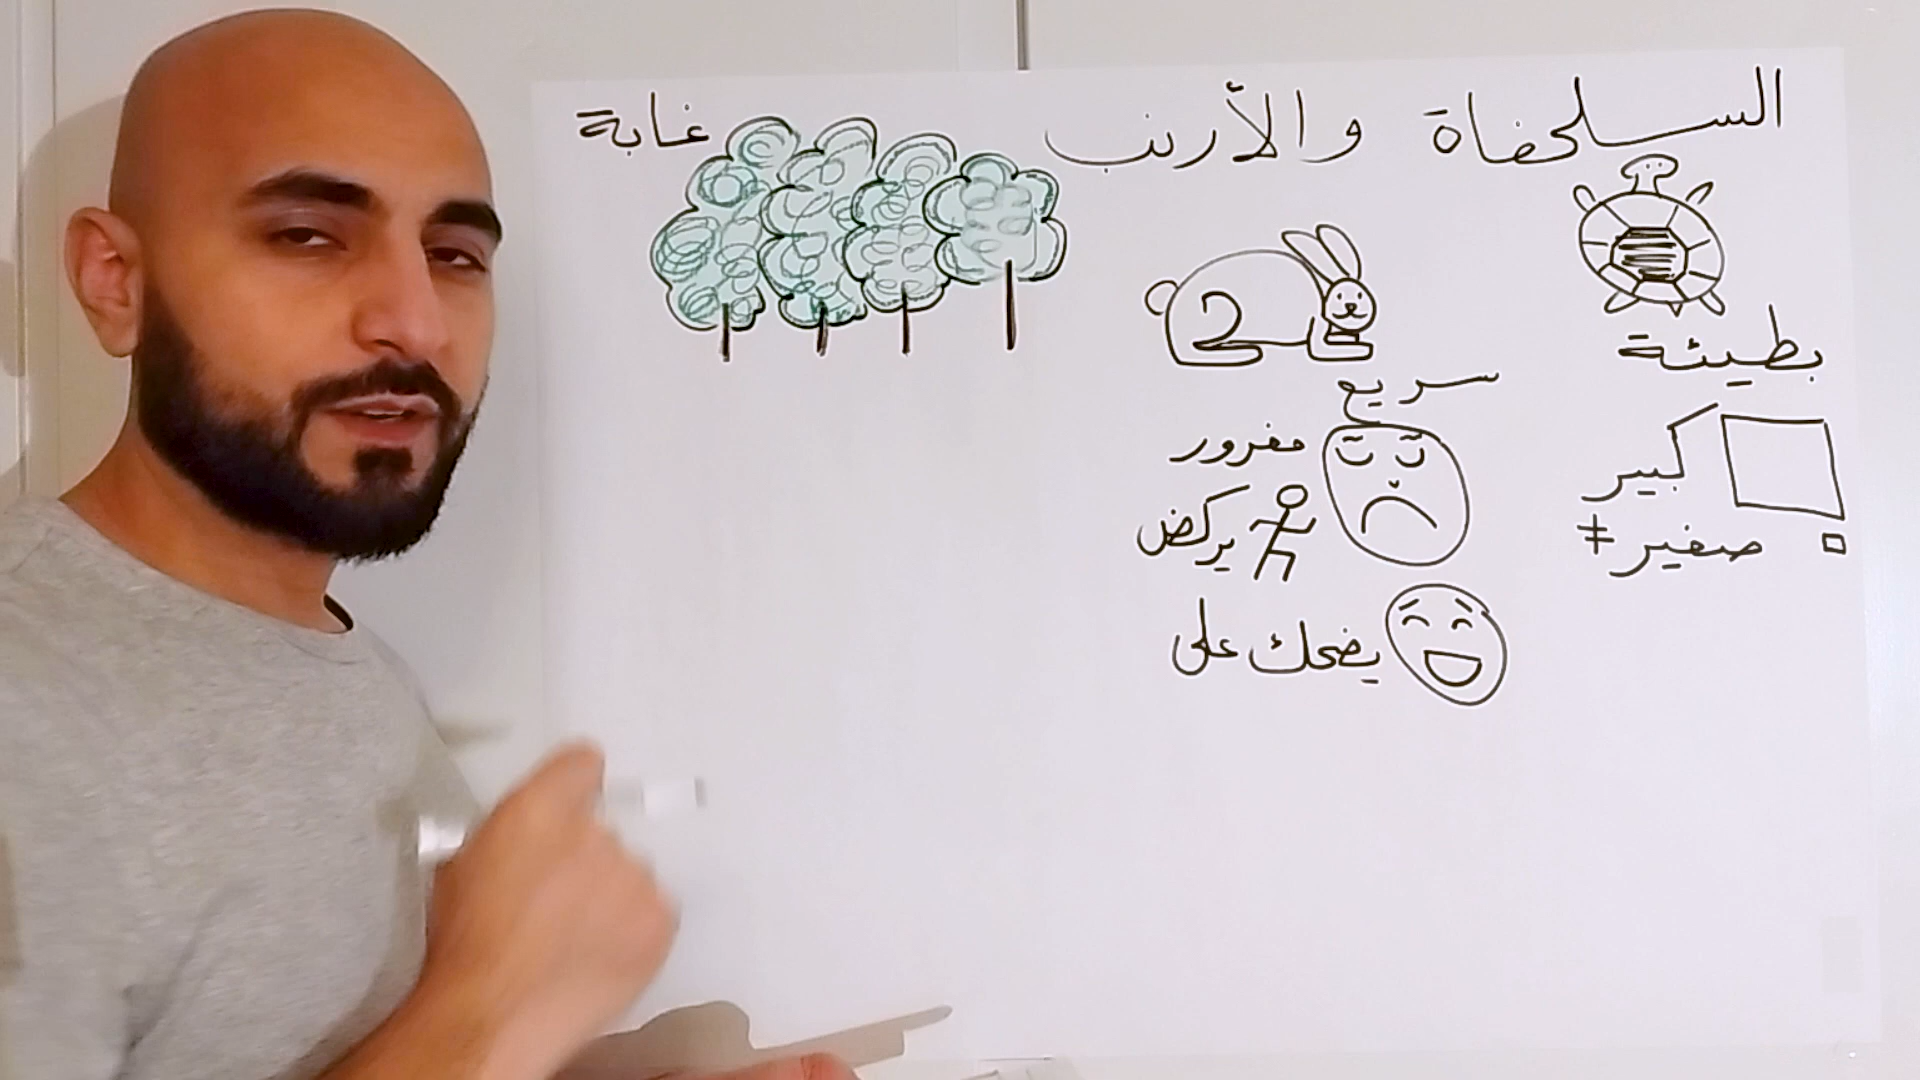 السلحفاة والأرنب
غابة
بطيئة
سريع
مغرور
كبير
يركض
صغير ≠
يضحك على